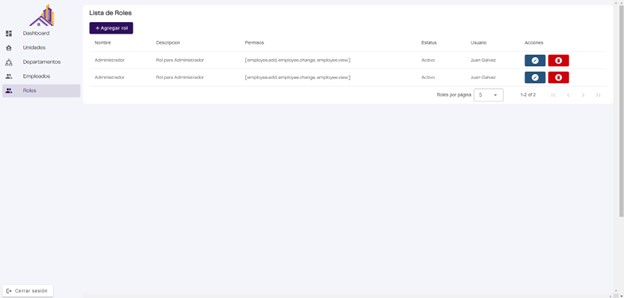 Dashboard
Unidades
Departamentos
Empleados
Roles
Cerrar sesión
Lista de Roles
+ Agregar rol
Nombre Descripcion Permisos Estatus Usuario Acciones
Administrador Rol para Administrador [employee.add,employee.change,employee.view] Activo Juan Galvez
Administrador Rol para Administrador [employee.add,employee.change,employee.view] Activo Juan Galvez
Roles por página 5 1-2 of 2